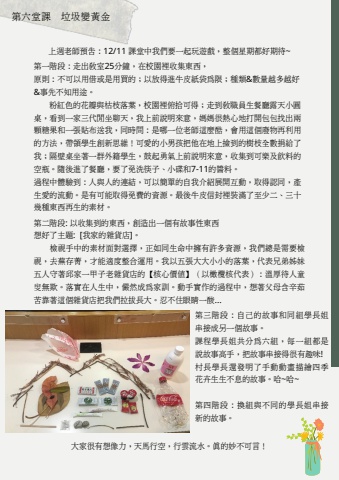 第六堂課　垃圾變黃金
上週老師預告：12/11 課堂中我們要一起玩遊戲，整個星期都好期待~
第一階段：走出教室25分鐘，在校園裡收集東西，
原則：不可以用借或是用買的；以放得進牛皮紙袋為限；種類&數量越多越好
&事先不知用途。
粉紅色的花瓣與枯枝落葉，校園裡俯拾可得；走到教職員生餐廳露天小圓
桌，看到一家三代閒坐聊天，我上前說明來意，媽媽很熱心地打開包包找出兩
顆糖果和一張貼布送我，同時問：是哪一位老師這麼酷，會用這個廢物再利用
的方法，帶領學生創新思維！可愛的小男孩把他在地上撿到的樹枝全數捐給了
我；隔壁桌坐著一群外籍學生，鼓起勇氣上前說明來意，收集到可樂及飲料的
空瓶。隨後進了餐廳，要了免洗筷子、小碟和7-11的醬料。
過程中體驗到：人與人的連結，可以簡單的自我介紹展開互動，取得認同，產
生愛的流動。是有可能取得免費的資源。最後牛皮信封裡裝滿了至少二、三十
幾種東西再生的素材。
第二階段: 以收集到的東西，創造出一個有故事性東西
想好了主題:  [我家的雜貨店]。
檢視手中的素材面對選擇，正如同生命中擁有許多資源，我們總是需要檢
視，去蕪存菁，才能適度整合運用。我以五張大大小小的落葉，代表兄弟姊妹
五人守著邱家一甲子老雜貨店的【核心價值】（以橄欖核代表）：溫厚待人童
叟無欺。落實在人生中，儼然成為家訓。動手實作的過程中，想著父母含辛茹
苦靠著這個雜貨店把我們拉拔長大。忍不住眼睛一酸...
第三階段：自己的故事和同組學長姐
串接成另一個故事。
課程學長姐共分爲六組，每一組都是
說故事高手，把故事串接得很有趣味!
村長學長還發明了手動動畫描繪四季
花卉生生不息的故事。哈~哈~
第四階段：換組與不同的學長姐串接
新的故事。
大家很有想像力，天馬行空，行雲流水。真的妙不可言！